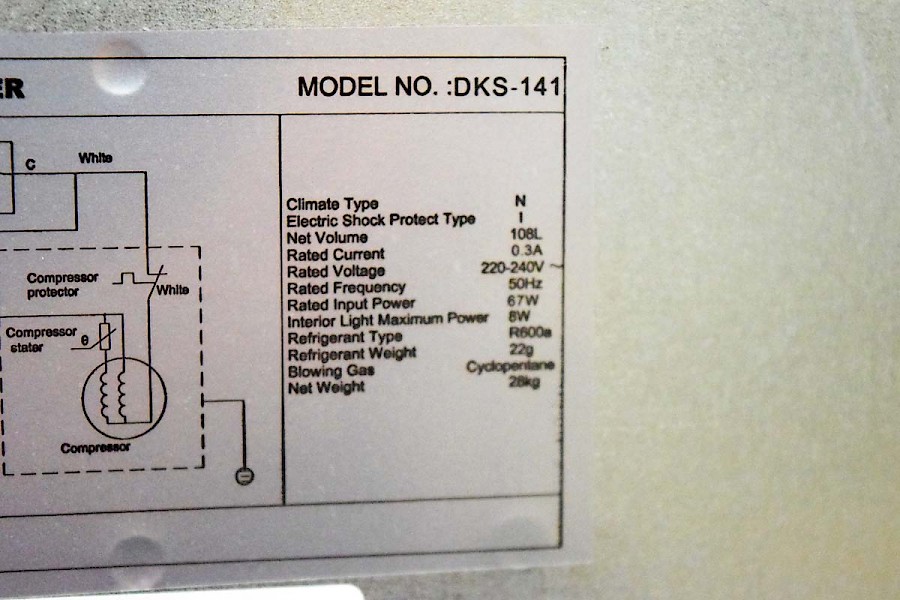 ER
MODEL NO. :DKS-141
C
White
Compressor
protector
White
Compressor
stater
θ
Compressor
Climate Type N
Electric Shock Protect Type I
Net Volume 108L
Rated Current 0.3A
Rated Voltage 220-240V ~
Rated Frequency 50Hz
Rated Input Power 67W
Interior Light Maximum Power 8W
Refrigerant Type R600a
Refrigerant Weight 22g
Blowing Gas Cyclopentane
Net Weight 28kg